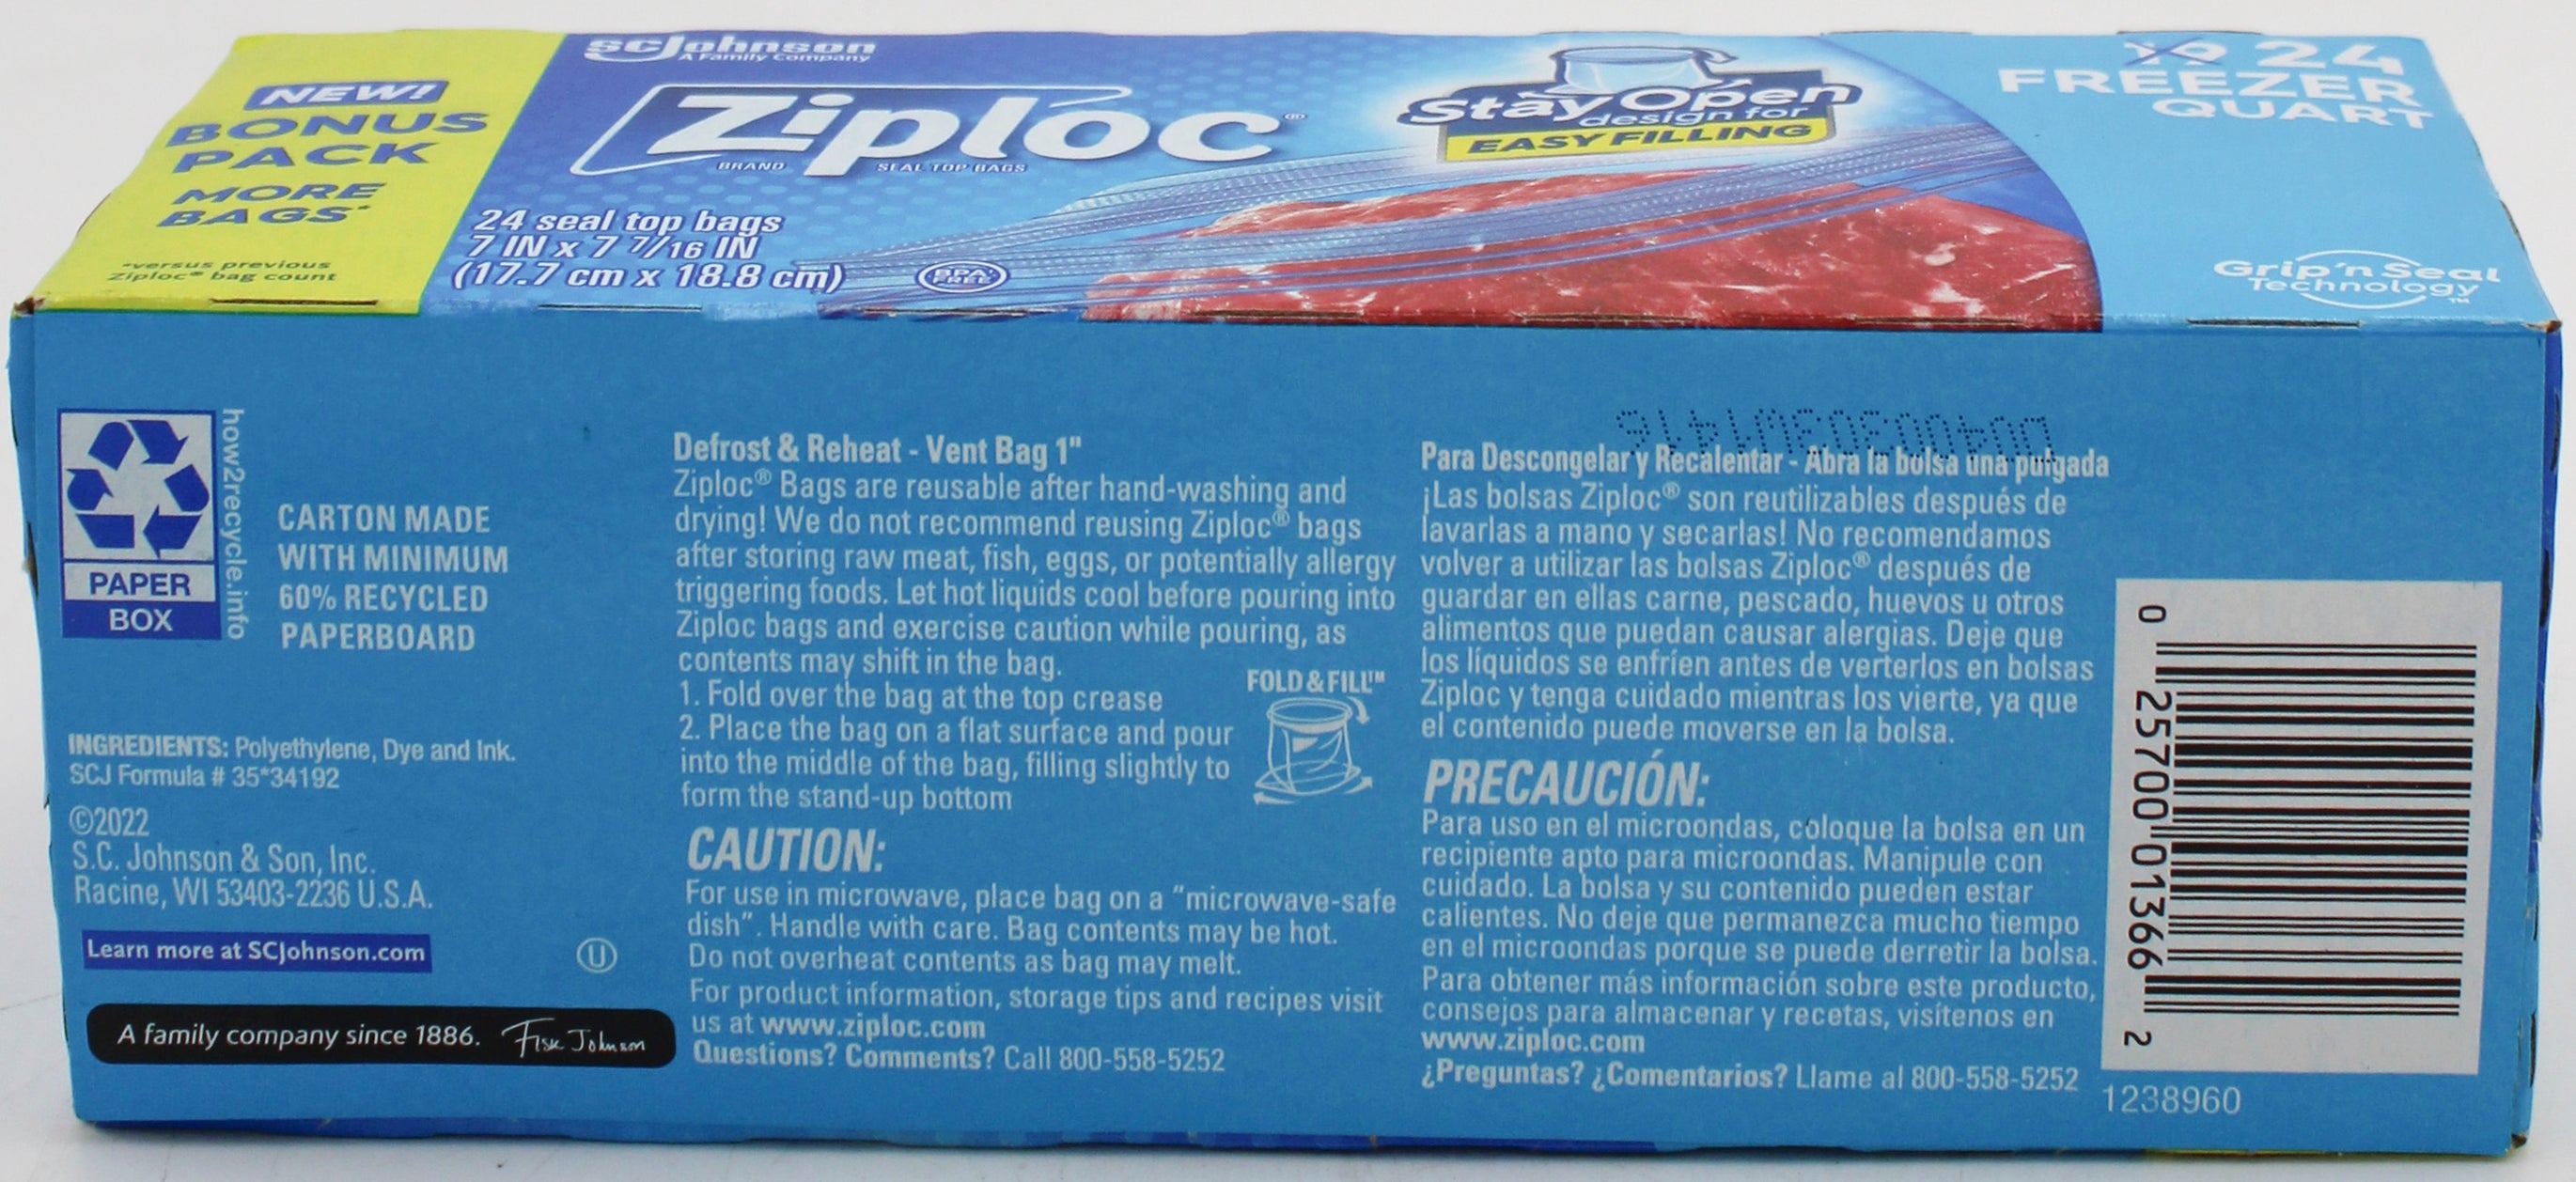 NEW!
BONUS
PACK
MORE
BAGS*
*versus previous
Ziploc® bag count
SCJohnson
A Family Company
Ziploc®
BRAND SEAL TOP BAGS
24 seal top bags
7 IN x 7 7/16 IN
(17.7 cm x 18.8 cm)
BPA
FREE
Stay Open
design for
EASY FILLING
19 24
FREEZER
QUART
Grip'n Seal
Technology™
PAPER
BOX
how2recycle.info
CARTON MADE
WITH MINIMUM
60% RECYCLED
PAPERBOARD
INGREDIENTS: Polyethylene, Dye and Ink.
SCJ Formula # 35*34192
©2022
S.C. Johnson & Son, Inc.
Racine, WI 53403-2236 U.S.A.
Learn more at SCJohnson.com
U
A family company since 1886. Fisk Johnson
Defrost & Reheat - Vent Bag 1"
Ziploc® Bags are reusable after hand-washing and
drying! We do not recommend reusing Ziploc® bags
after storing raw meat, fish, eggs, or potentially allergy
triggering foods. Let hot liquids cool before pouring into
Ziploc bags and exercise caution while pouring, as
contents may shift in the bag.
1. Fold over the bag at the top crease
2. Place the bag on a flat surface and pour
into the middle of the bag, filling slightly to
form the stand-up bottom
FOLD & FILL™
CAUTION:
For use in microwave, place bag on a “microwave-safe
dish”. Handle with care. Bag contents may be hot.
Do not overheat contents as bag may melt.
For product information, storage tips and recipes visit
us at www.ziploc.com
Questions? Comments? Call 800-558-5252
Para Descongelar y Recalentar - Abra la bolsa una pulgada
¡Las bolsas Ziploc® son reutilizables después de
lavarlas a mano y secarlas! No recomendamos
volver a utilizar las bolsas Ziploc® después de
guardar en ellas carne, pescado, huevos u otros
alimentos que puedan causar alergias. Deje que
los líquidos se enfríen antes de verterlos en bolsas
Ziploc y tenga cuidado mientras los vierte, ya que
el contenido puede moverse en la bolsa.
PRECAUCIÓN:
Para uso en el microondas, coloque la bolsa en un
recipiente apto para microondas. Manipule con
cuidado. La bolsa y su contenido pueden estar
calientes. No deje que permanezca mucho tiempo
en el microondas porque se puede derretir la bolsa.
Para obtener más información sobre este producto,
consejos para almacenar y recetas, visítenos en
www.ziploc.com
¿Preguntas? ¿Comentarios? Llame al 800-558-5252
0 25700 01366 2
1238960